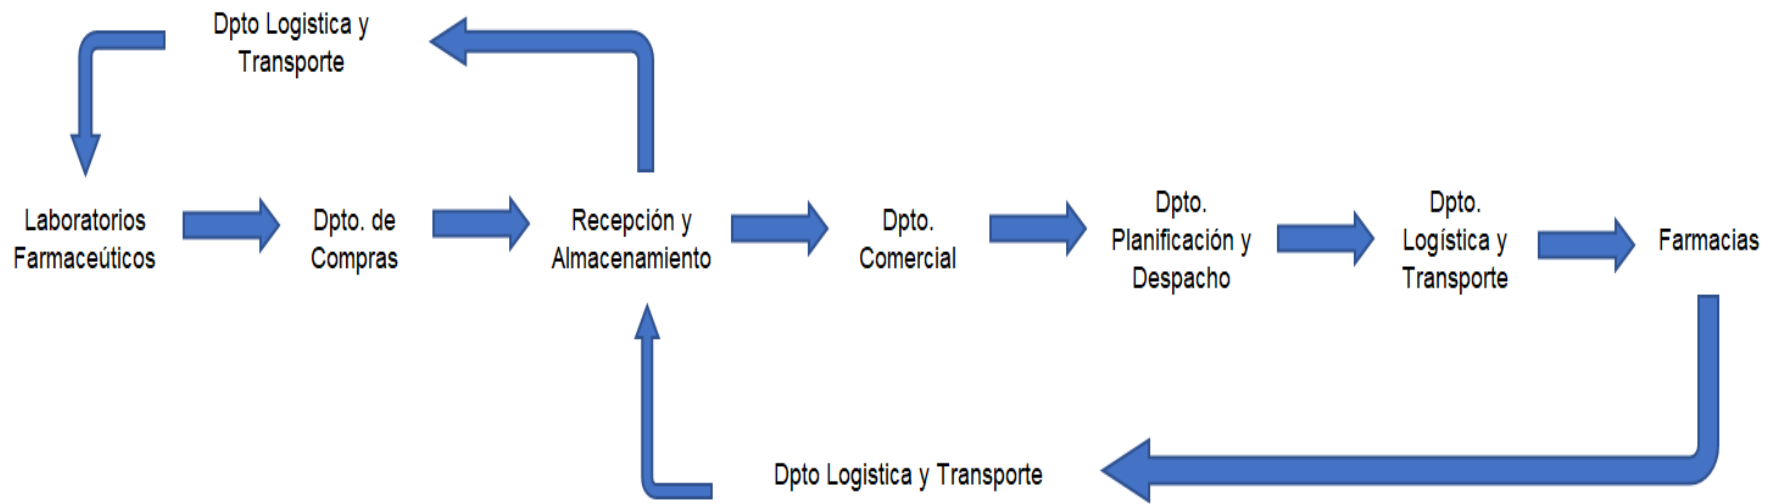 Dpto Logistica y
Transporte
Laboratorios
Farmaceúticos
Dpto. de
Compras
Recepción y
Almacenamiento
Dpto.
Comercial
Dpto.
Planificación y
Despacho
Dpto.
Logística y
Transporte
Farmacias
Dpto Logistica y Transporte